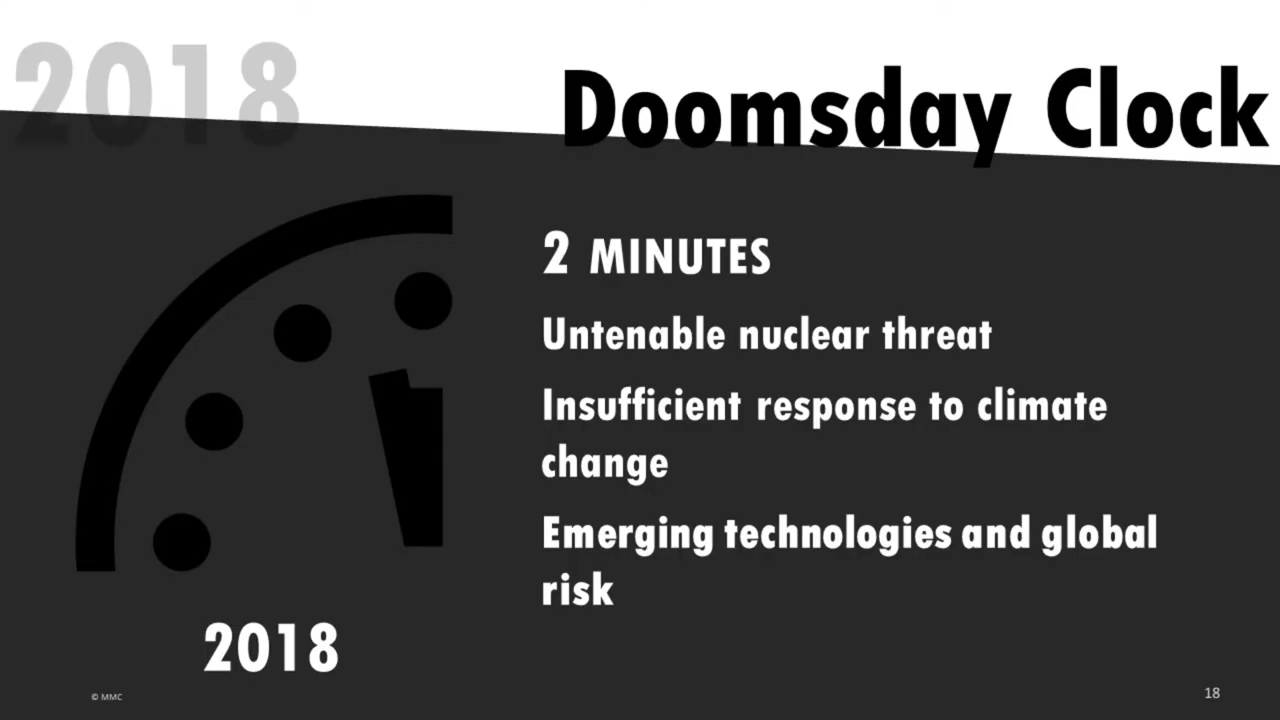 2018
Doomsday Clock
2 MINUTES
Untenable nuclear threat
Insufficient response to climate
change
Emerging technologies and global
risk
2018
© MMC
18